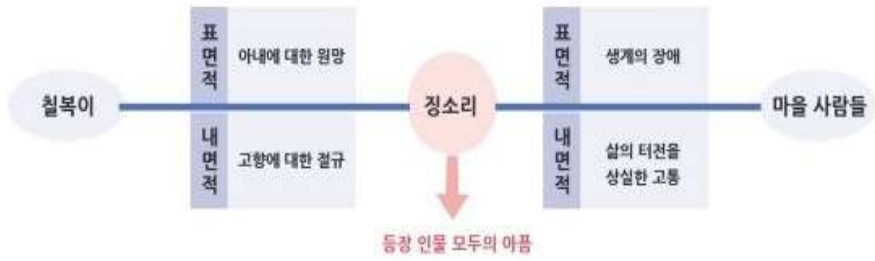 칠복이
표면적
아내에 대한 원망
내면적
고향에 대한 절규
징소리
표면적
생계의 장애
내면적
삶의 터전을
상실한 고통
마을 사람들
등장 인물 모두의 아픔